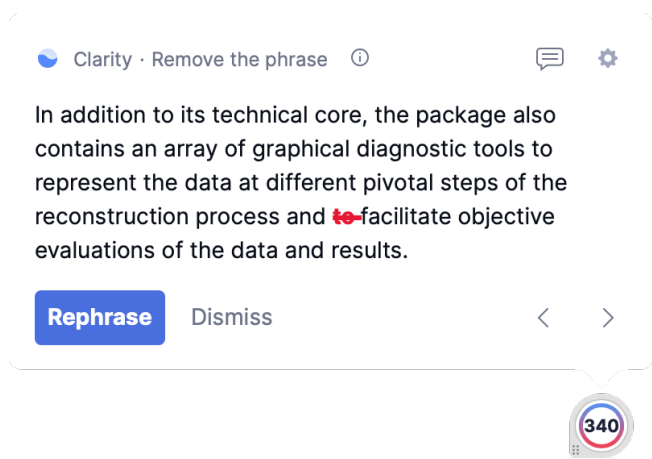 Clarity · Remove the phrase
In addition to its technical core, the package also
contains an array of graphical diagnostic tools to
represent the data at different pivotal steps of the
reconstruction process and to facilitate objective
evaluations of the data and results.
Rephrase Dismiss
340